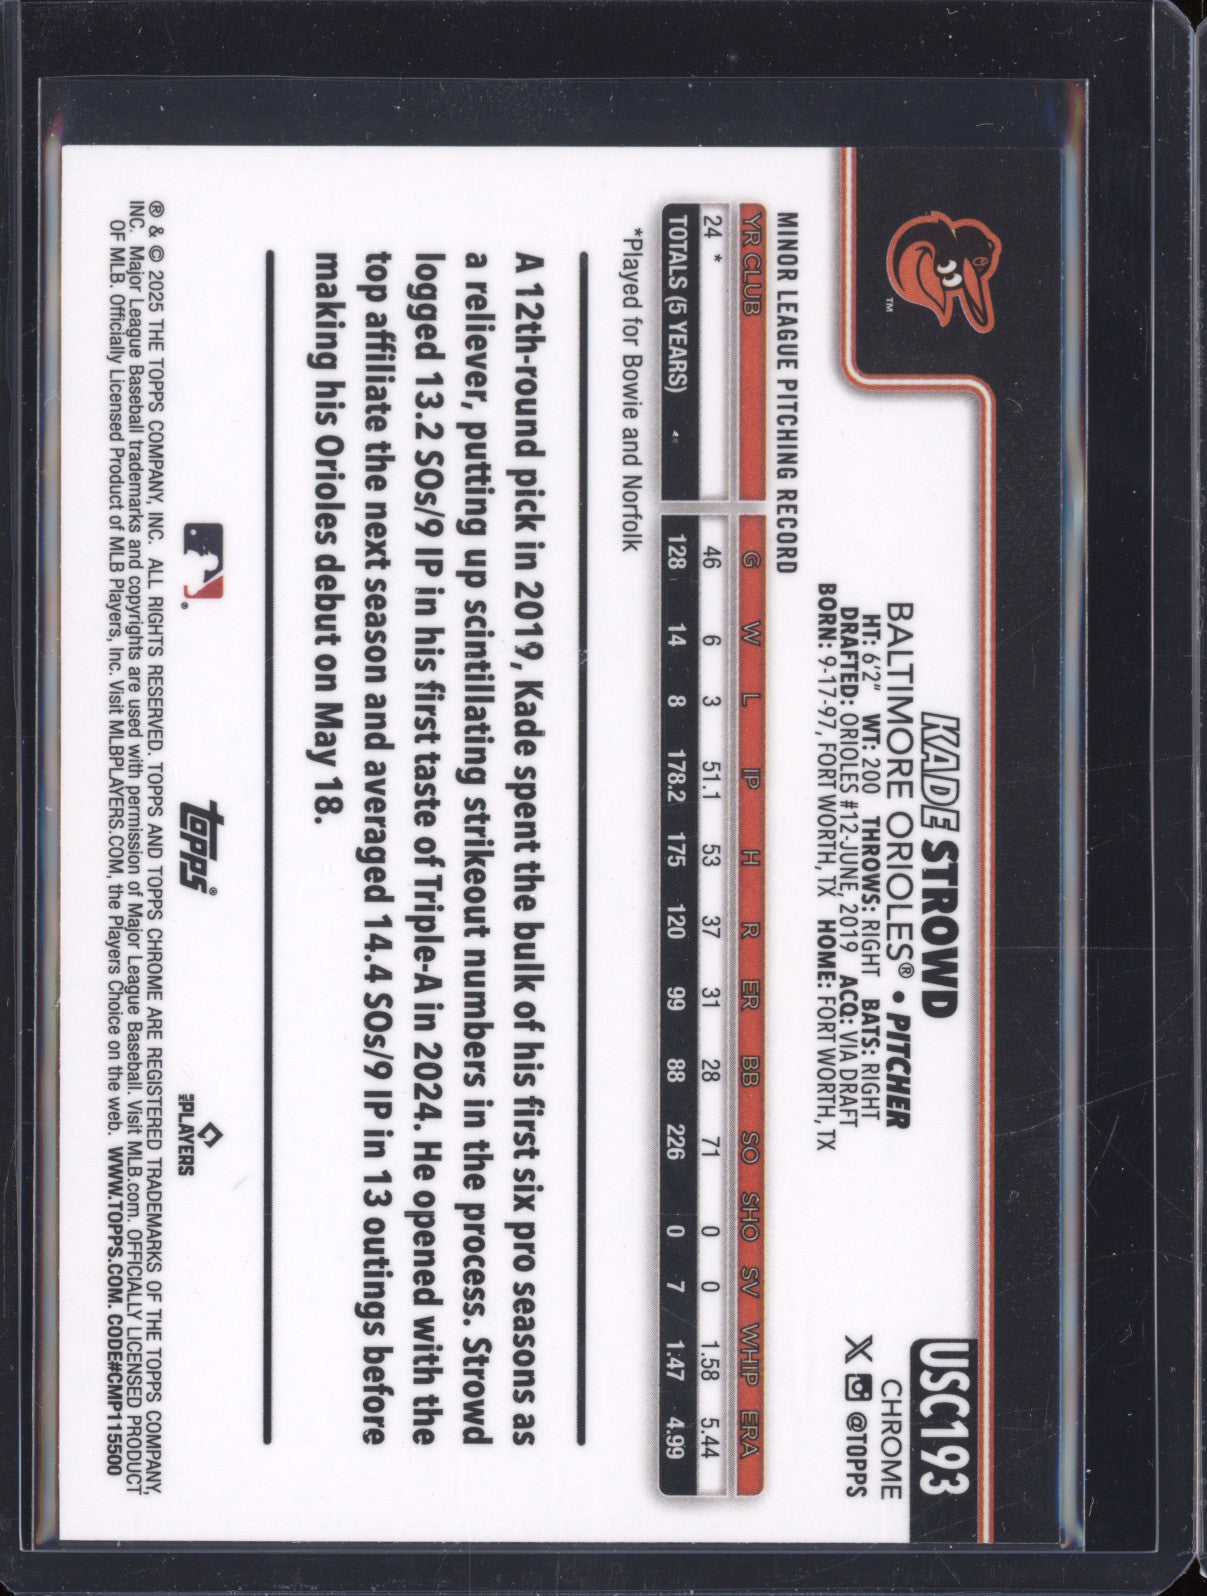 USC193
CHROME
@TOPPS
KADE STROWD
BALTIMORE ORIOLES® • PITCHER
HT: 6'2" WT: 200 THROWS: RIGHT BATS: RIGHT
DRAFTED: ORIOLES #12-JUNE, 2019 ACQ: VIA DRAFT
BORN: 9-17-97, FORT WORTH, TX HOME: FORT WORTH, TX
TM
MINOR LEAGUE PITCHING RECORD
YR CLUB G W L IP H R ER BB SO SHO SV WHIP ERA
24 * 46 6 3 51.1 53 37 31 28 71 0 0 1.58 5.44
TOTALS (5 YEARS) 128 14 8 178.2 175 120 99 88 226 0 7 1.47 4.99
*Played for Bowie and Norfolk
A 12th-round pick in 2019, Kade spent the bulk of his first six pro seasons as
a reliever, putting up scintillating strikeout numbers in the process. Strowd
logged 13.2 SOs/9 IP in his first taste of Triple-A in 2024. He opened with the
top affiliate the next season and averaged 14.4 SOs/9 IP in 13 outings before
making his Orioles debut on May 18.
topps®
MLB PLAYERS
® & © 2025 THE TOPPS COMPANY, INC. ALL RIGHTS RESERVED. TOPPS AND TOPPS CHROME ARE REGISTERED TRADEMARKS OF THE TOPPS COMPANY,
INC. Major League Baseball trademarks and copyrights are used with permission of Major League Baseball. Visit MLB.com. OFFICIALLY LICENSED PRODUCT
OF MLB. Officially Licensed Product of MLB Players, Inc. Visit MLBPLAYERS.COM, the Players Choice on the web. WWW.TOPPS.COM. CODE#CMP115500